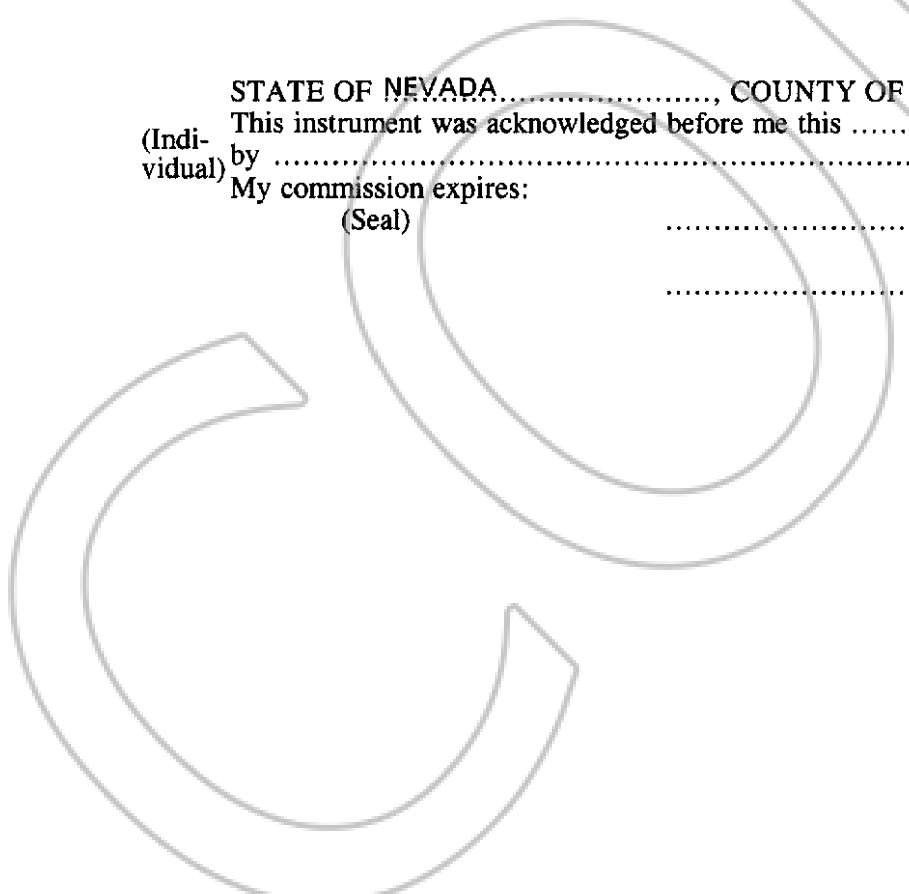 STATE OF NEVADA......................, COUNTY OF
(Indi-vidual) This instrument was acknowledged before me this ......
by ....................................................................
My commission expires:
(Seal) .........................
.........................
CO